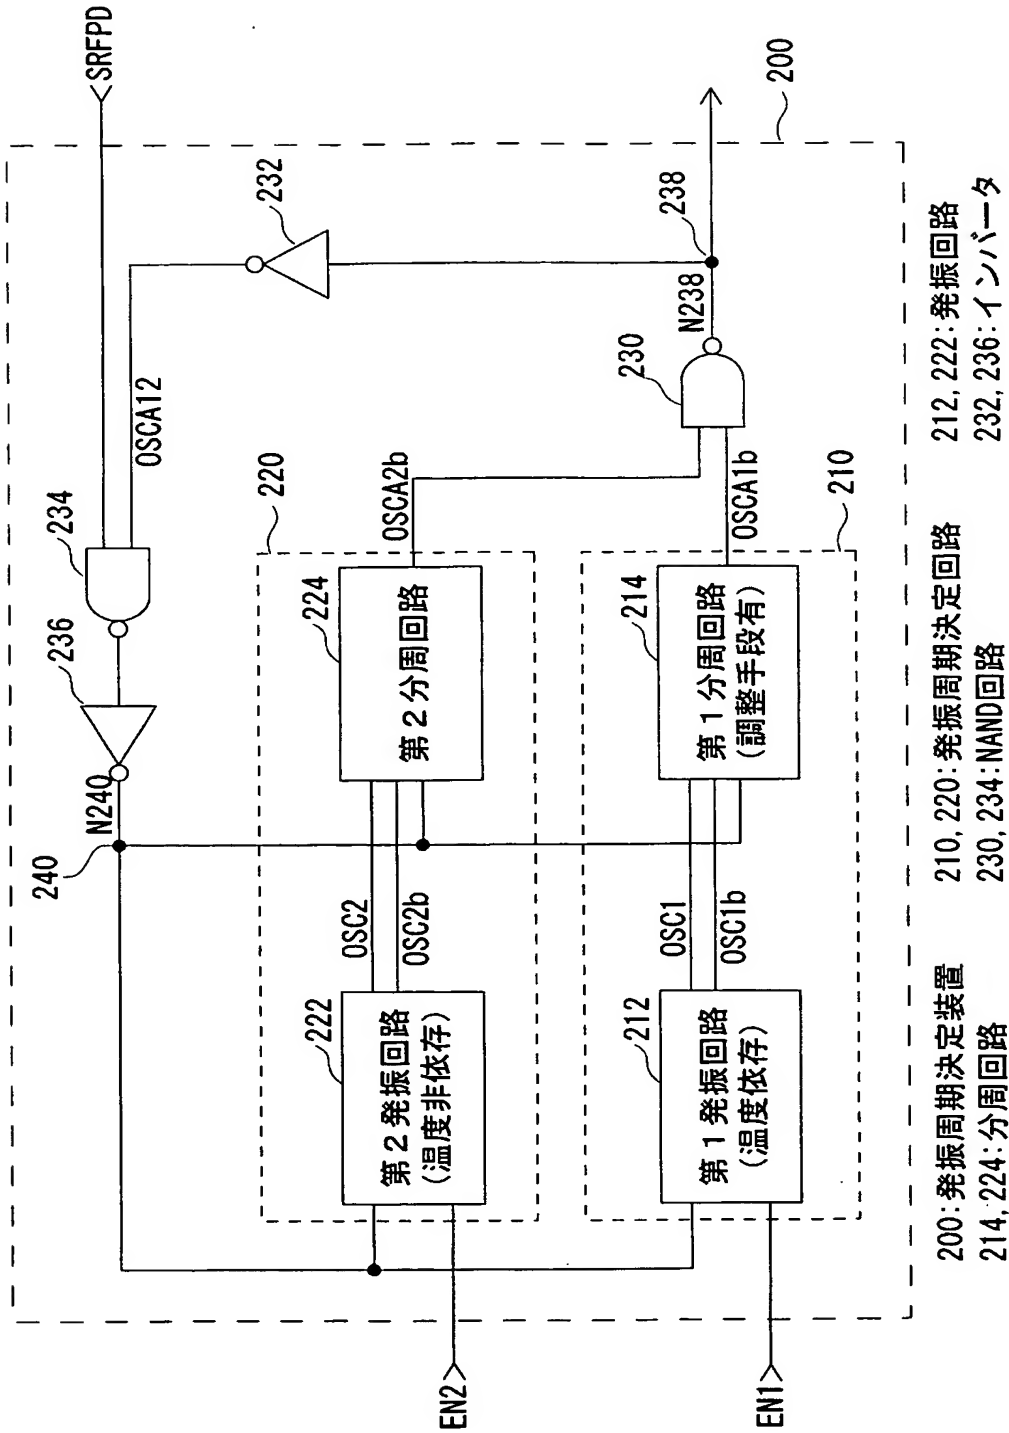 SRFPD
200
232
238
OSCA12
N238
230
234
220
OSCA2b
OSCA1b
210
236
224
第2分周回路
214
第1分周回路
(調整手段有)
N240
240
OSC2
OSC2b
OSC1
OSC1b
222
第2発振回路
(温度非依存)
212
第1発振回路
(温度依存)
EN2
EN1
200:発振周期決定装置
210,220:発振周期決定回路
212,222:発振回路
214,224:分周回路
230,234:NAND回路
232,236:インバータ